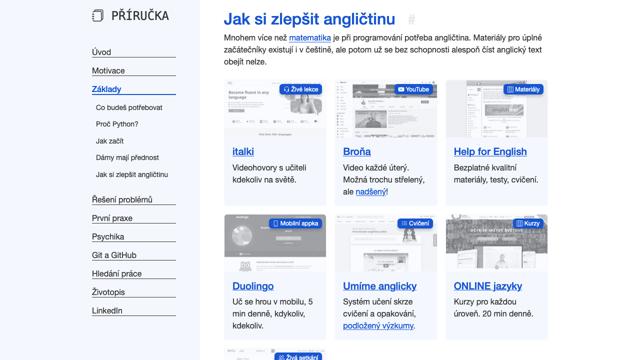 PŘÍRUČKA
Úvod
Motivace
Základy
Co budeš potřebovat
Proč Python?
Jak začít
Dámy mají přednost
Jak si zlepšit angličtinu
Řešení problémů
První praxe
Psychika
Git a GitHub
Hledání práce
Životopis
LinkedIn
Jak si zlepšit angličtinu #
Mnohem více než matematika je při programování potřeba angličtina. Materiály pro úplné
začátečníky existují i v češtině, ale potom už se bez schopnosti alespoň číst anglický text
obejít nelze.
Živé lekce
italki
Videohovory s učiteli
kdekoliv na světě.
YouTube
Broňa
Video každé úterý.
Možná trochu střelený,
ale nadšený!
Materiály
Help for English
Bezplatné kvalitní
materiály, testy, cvičení.
Mobilní appka
Duolingo
Uč se hrou v mobilu, 5
min denně, kdykoliv,
kdekoliv.
Cvičení
Umíme anglicky
Systém učení skrze
cvičení a opakování,
podložený výzkumy.
Kurzy
ONLINE jazyky
Kurzy pro každou
úroveň. 20 min denně.
Živá setkání